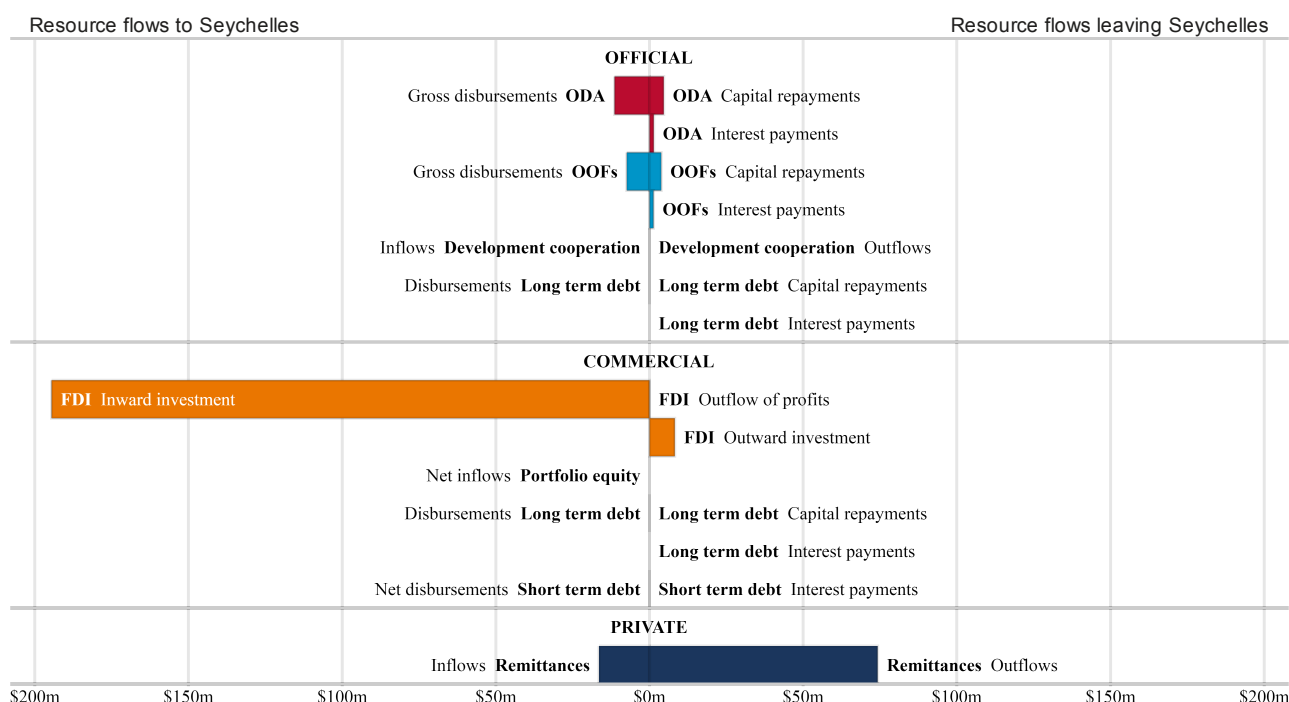 Resource flows to Seychelles Resource flows leaving Seychelles
OFFICIAL
Gross disbursements ODA ODA Capital repayments
ODA Interest payments
Gross disbursements OOFs OOFs Capital repayments
OOFs Interest payments
Inflows Development cooperation Development cooperation Outflows
Disbursements Long term debt Long term debt Capital repayments
Long term debt Interest payments
COMMERCIAL
FDI Inward investment FDI Outflow of profits
FDI Outward investment
Net inflows Portfolio equity
Disbursements Long term debt Long term debt Capital repayments
Long term debt Interest payments
Net disbursements Short term debt Short term debt Interest payments
PRIVATE
Inflows Remittances Remittances Outflows
$200m $150m $100m $50m $0m $50m $100m $150m $200m